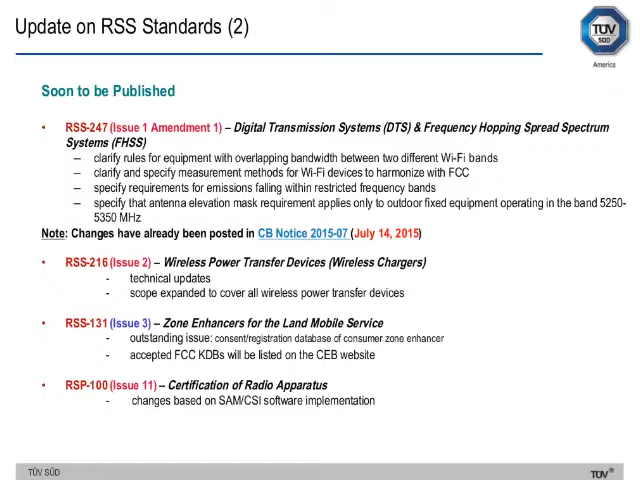 Update on RSS Standards (2)
TÜV
SÜD
America
Soon to be Published
• RSS-247 (Issue 1 Amendment 1) – Digital Transmission Systems (DTS) & Frequency Hopping Spread Spectrum
Systems (FHSS)
– clarify rules for equipment with overlapping bandwidth between two different Wi-Fi bands
– clarify and specify measurement methods for Wi-Fi devices to harmonize with FCC
– specify requirements for emissions falling within restricted frequency bands
– specify that antenna elevation mask requirement applies only to outdoor fixed equipment operating in the band 5250-
5350 MHz
Note: Changes have already been posted in CB Notice 2015-07 (July 14, 2015)
• RSS-216 (Issue 2) – Wireless Power Transfer Devices (Wireless Chargers)
- technical updates
- scope expanded to cover all wireless power transfer devices
• RSS-131 (Issue 3) – Zone Enhancers for the Land Mobile Service
- outstanding issue: consent/registration database of consumer zone enhancer
- accepted FCC KDBs will be listed on the CEB website
• RSP-100 (Issue 11) – Certification of Radio Apparatus
- changes based on SAM/CSI software implementation
TÜV SÜD
TÜV®